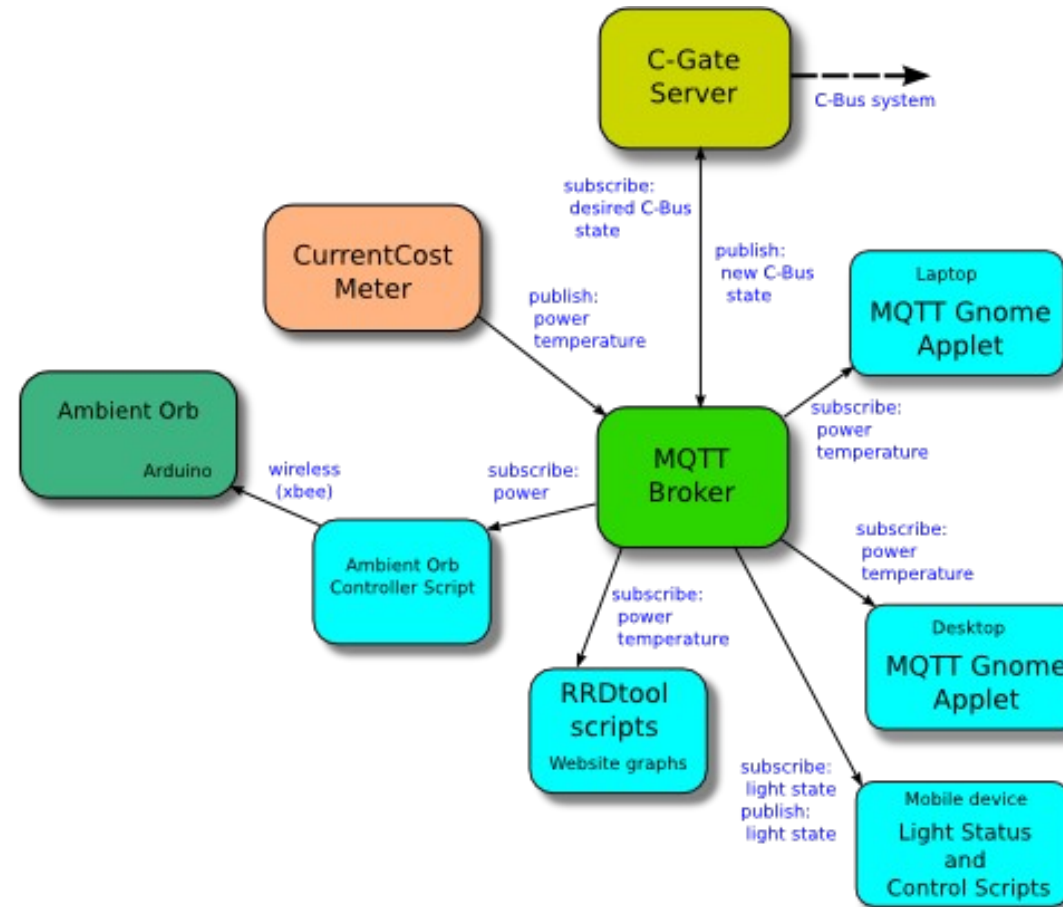 C-Gate
Server
C-Bus system
subscribe:
desired C-Bus
state
publish:
new C-Bus
state
CurrentCost
Meter
publish:
power
temperature
Laptop
MQTT Gnome
Applet
subscribe:
power
temperature
Ambient Orb
Arduino
wireless
(xbee)
subscribe:
power
MQTT
Broker
Ambient Orb
Controller Script
subscribe:
power
temperature
subscribe:
power
temperature
Desktop
MQTT Gnome
Applet
RRDtool
scripts
Website graphs
subscribe:
light state
publish:
light state
Mobile device
Light Status
and
Control Scripts